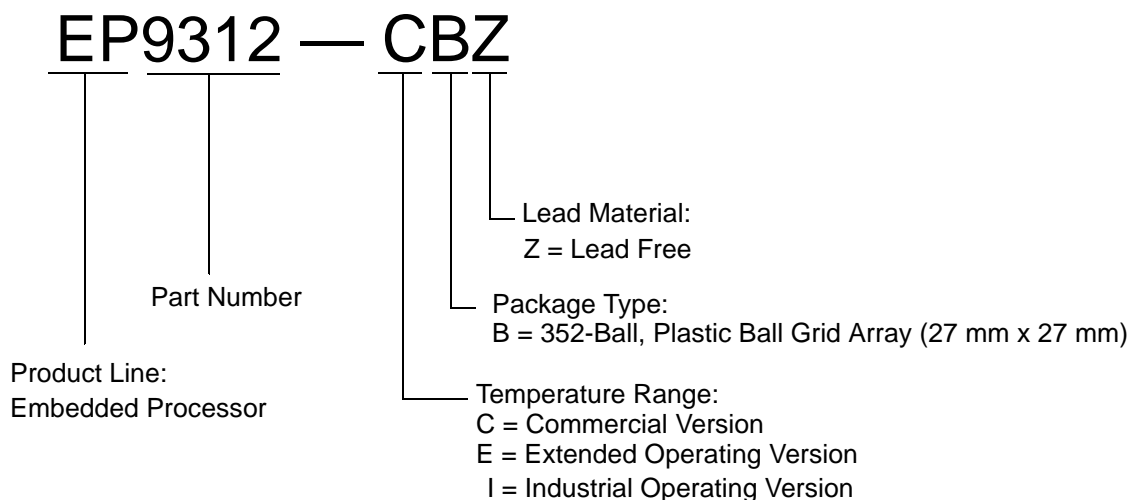 EP9312 — CBZ
Lead Material:
Z = Lead Free
Part Number
Package Type:
B = 352-Ball, Plastic Ball Grid Array (27 mm x 27 mm)
Product Line:
Embedded Processor
Temperature Range:
C = Commercial Version
E = Extended Operating Version
I = Industrial Operating Version